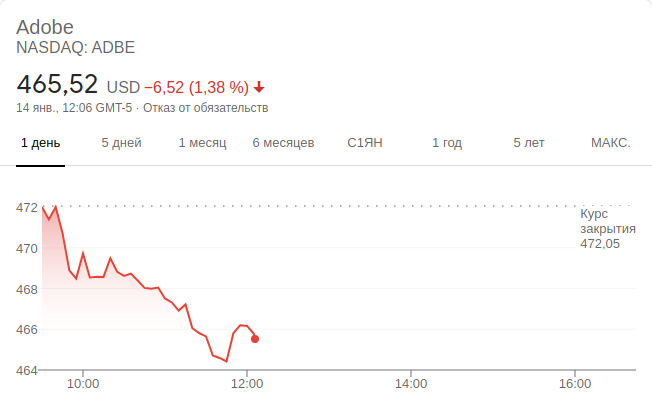 Adobe
NASDAQ: ADBE
465,52 USD −6,52 (1,38 %)
14 янв., 12:06 GMT-5 · Отказ от обязательств
1 день 5 дней 1 месяц 6 месяцев С1ЯН 1 год 5 лет МАКС.
472
Курс
закрытия
472,05
470
468
466
464
10:00 12:00 14:00 16:00